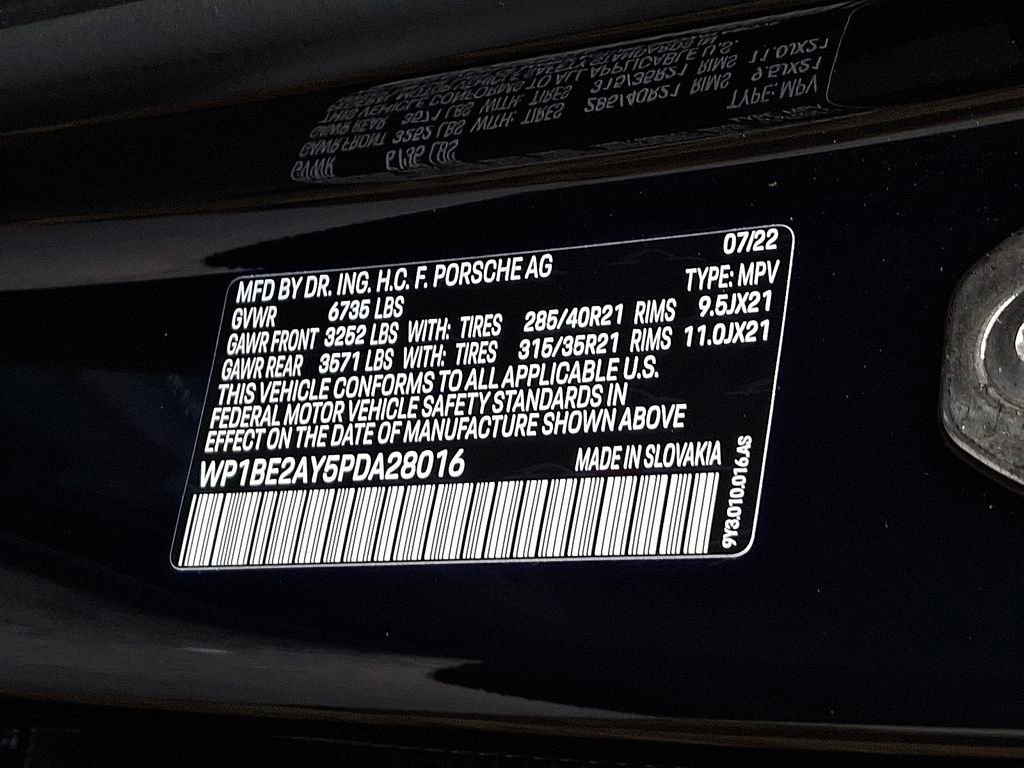 07/22
MFD BY DR. ING. H.C. F. PORSCHE AG
TYPE: MPV
GVWR 6735 LBS
GAWR FRONT 3252 LBS WITH: TIRES 285/40R21 RIMS 9.5JX21
GAWR REAR 3571 LBS WITH: TIRES 315/35R21 RIMS 11.0JX21
THIS VEHICLE CONFORMS TO ALL APPLICABLE U.S.
FEDERAL MOTOR VEHICLE SAFETY STANDARDS IN
EFFECT ON THE DATE OF MANUFACTURE SHOWN ABOVE
WP1BE2AY5PDA28016 MADE IN SLOVAKIA
9Y3.010.016.AS